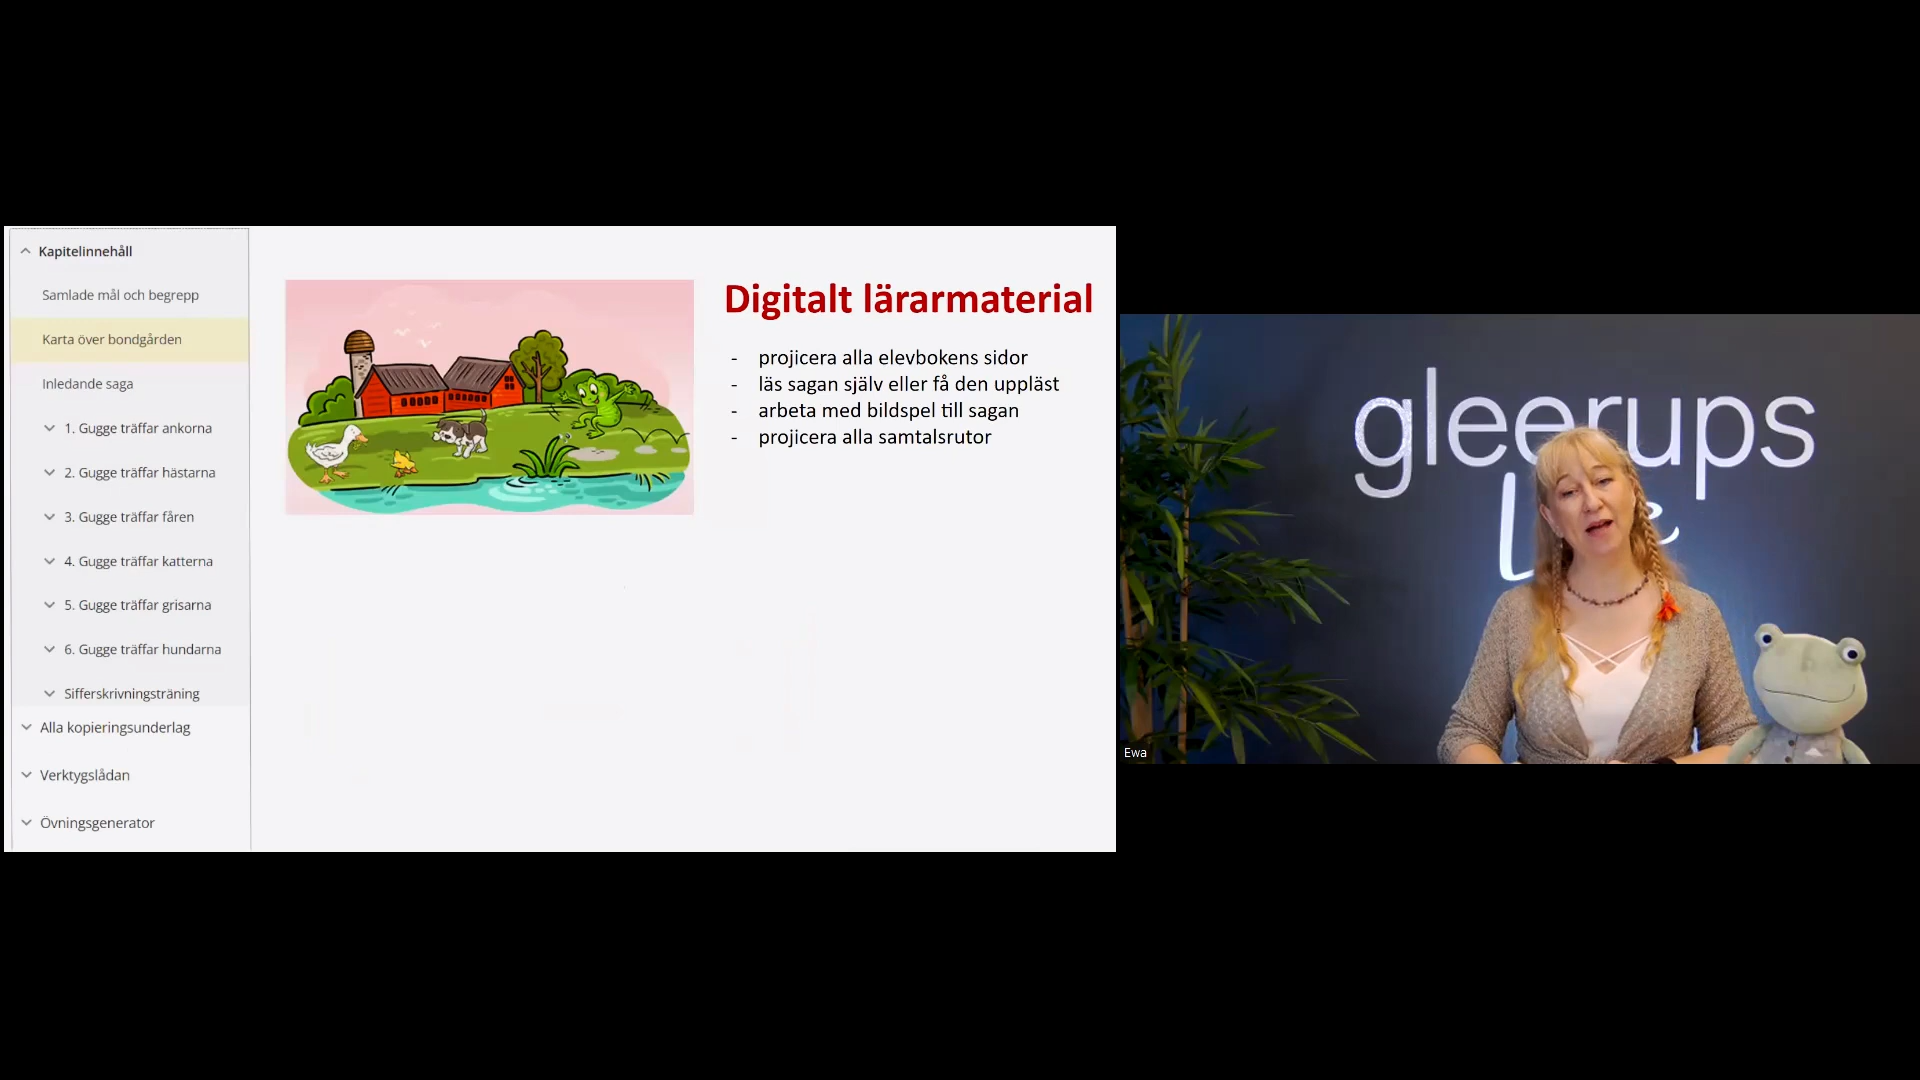 Kapitelinnehåll
Samlade mål och begrepp
Karta över bondgården
Inledande saga
1. Gugge träffar ankorna
2. Gugge träffar hästarna
3. Gugge träffar fåren
4. Gugge träffar katterna
5. Gugge träffar grisarna
6. Gugge träffar hundarna
Sifferskrivningsträning
Alla kopieringsunderlag
Verktygslådan
Övningsgenerator
Digitalt lärarmaterial
- projicera alla elevbokens sidor
- läs sagan själv eller få den uppläst
- arbeta med bildspel till sagan
- projicera alla samtalsrutor
gleerups
Ewa